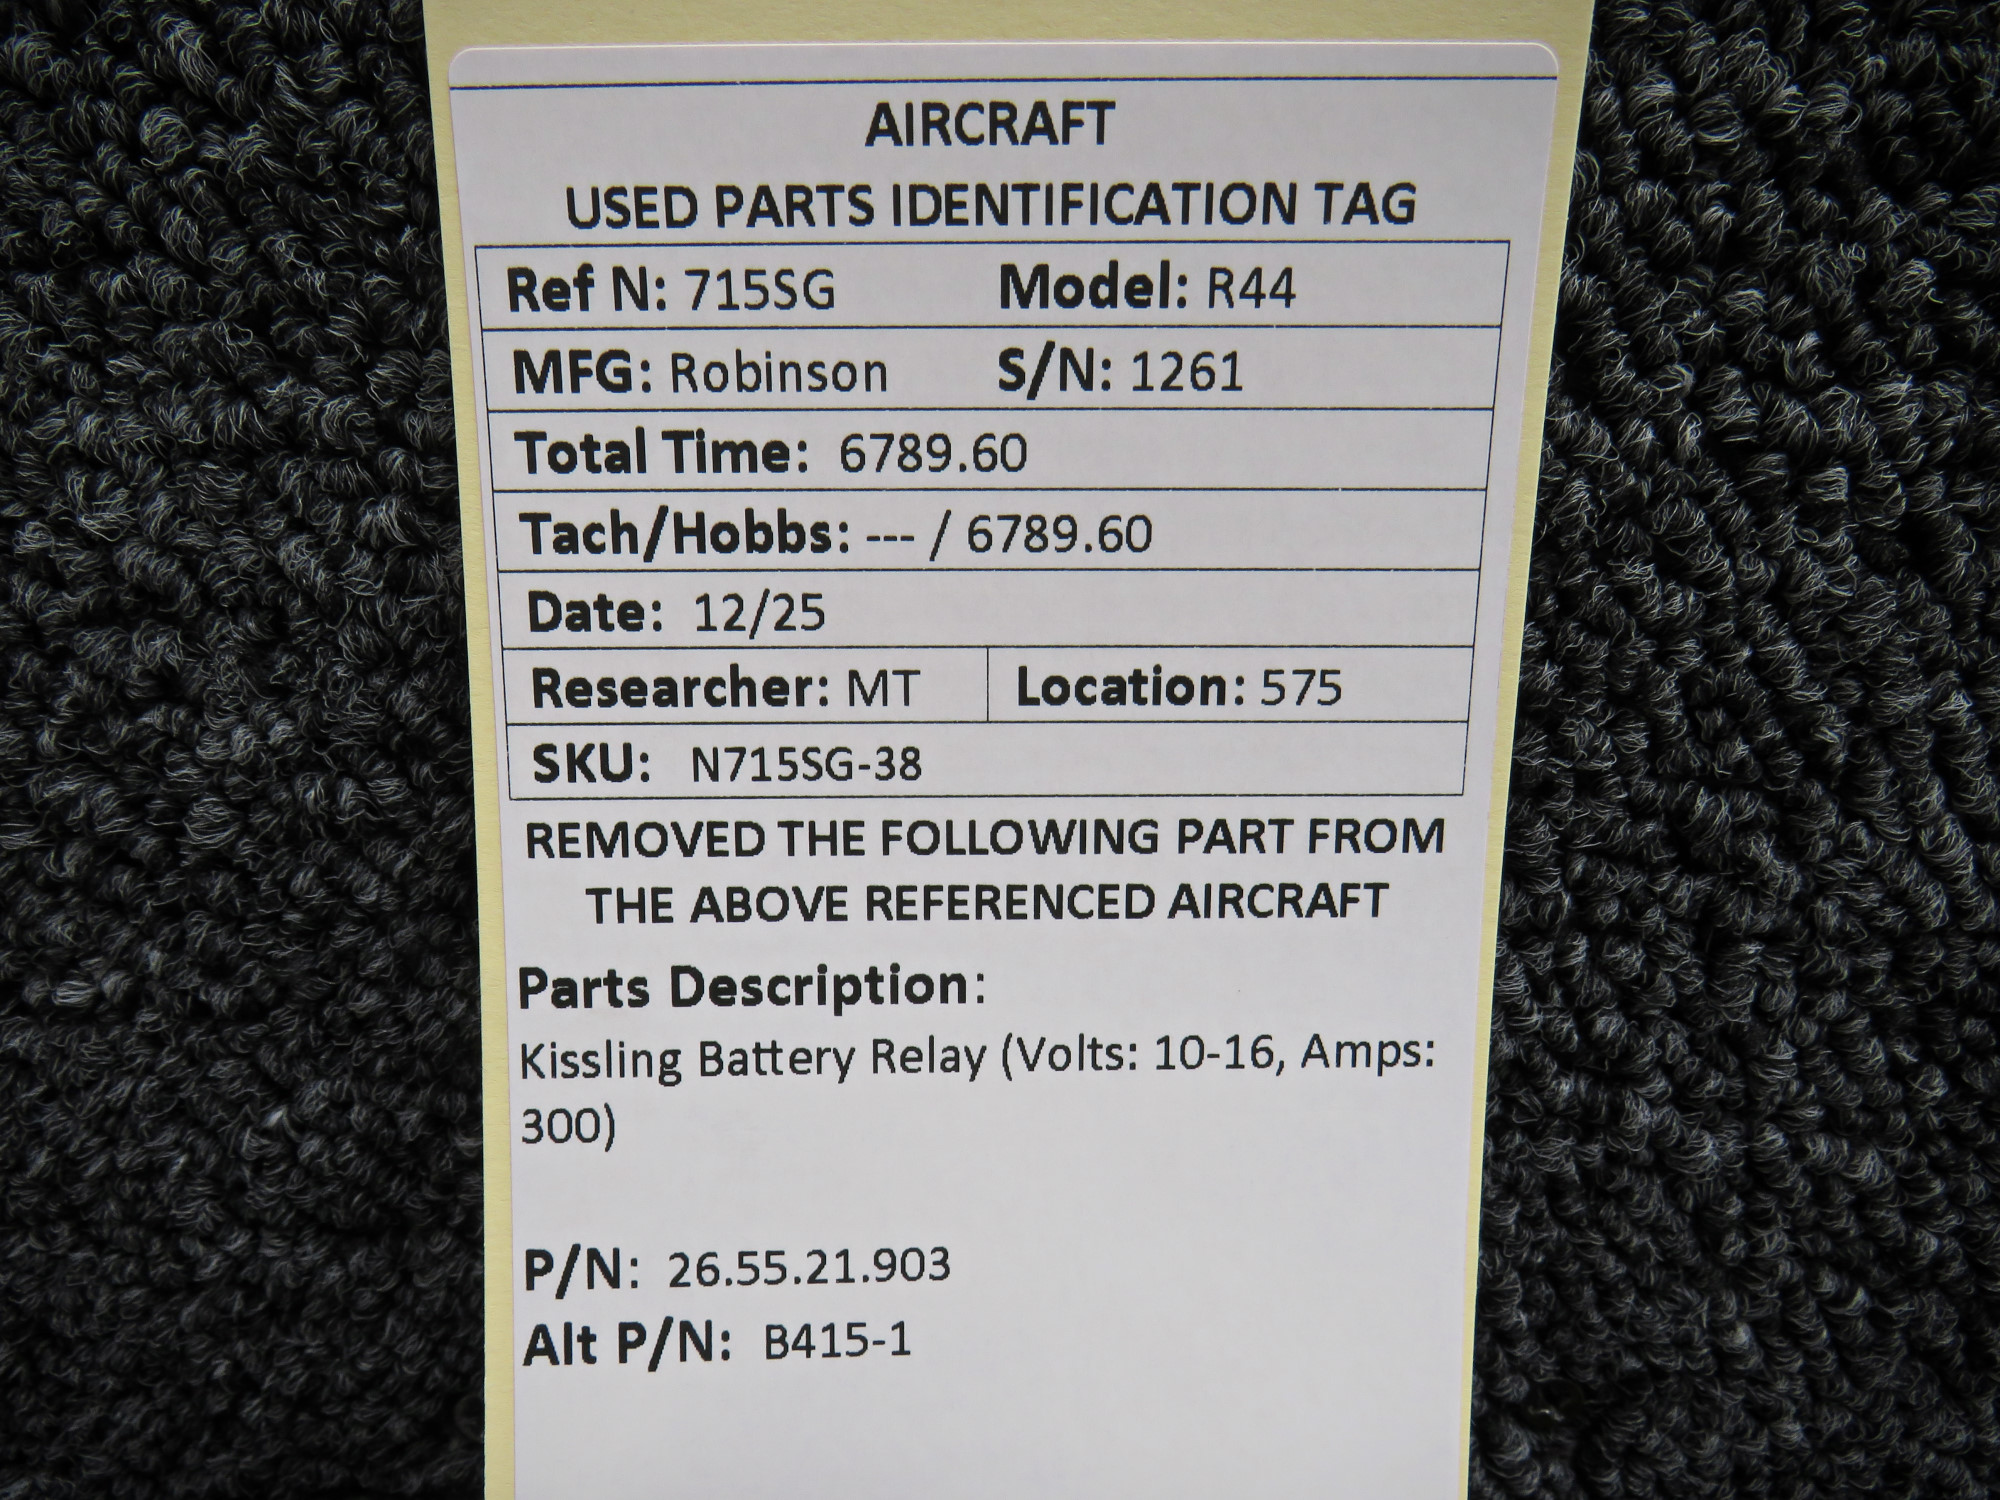 AIRCRAFT
USED PARTS IDENTIFICATION TAG
Ref N: 715SG Model: R44
MFG: Robinson S/N: 1261
Total Time: 6789.60
Tach/Hobbs: --- / 6789.60
Date: 12/25
Researcher: MT Location: 575
SKU: N715SG-38
REMOVED THE FOLLOWING PART FROM
THE ABOVE REFERENCED AIRCRAFT
Parts Description:
Kissling Battery Relay (Volts: 10-16, Amps:
300)
P/N: 26.55.21.903
Alt P/N: B415-1